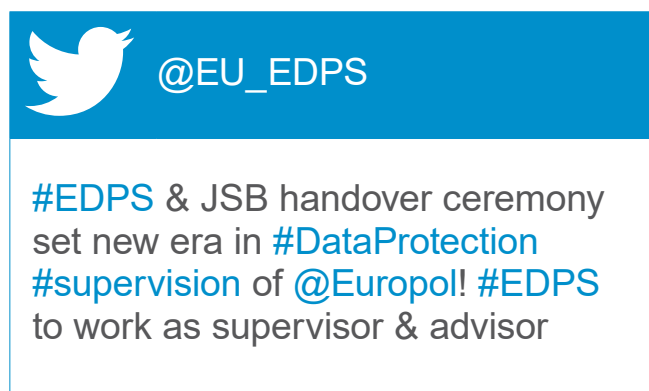 @EU_EDPS
#EDPS & JSB handover ceremony
set new era in #DataProtection
#supervision of @Europol! #EDPS
to work as supervisor & advisor